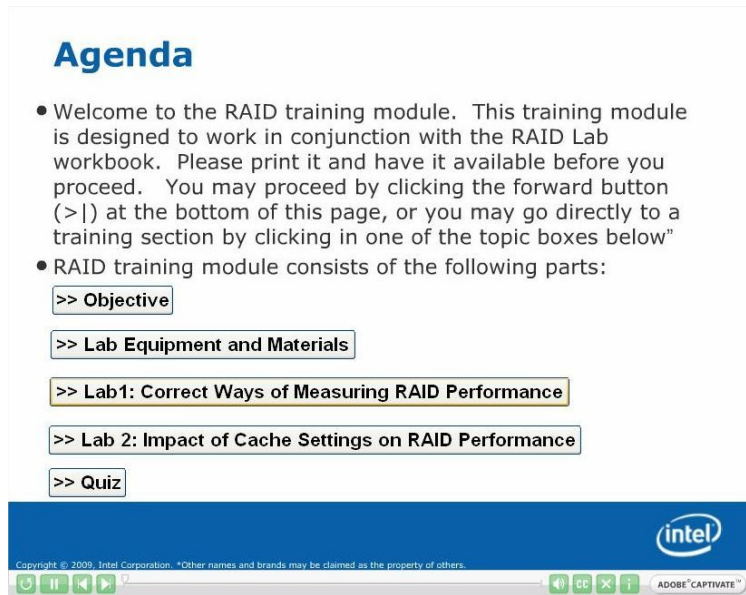 Agenda
Welcome to the RAID training module. This training module
is designed to work in conjunction with the RAID Lab
workbook. Please print it and have it available before you
proceed. You may proceed by clicking the forward button
(>|) at the bottom of this page, or you may go directly to a
training section by clicking in one of the topic boxes below”
RAID training module consists of the following parts:
>> Objective
>> Lab Equipment and Materials
>> Lab1: Correct Ways of Measuring RAID Performance
>> Lab 2: Impact of Cache Settings on RAID Performance
>> Quiz
intel
Copyright © 2009, Intel Corporation. *Other names and brands may be claimed as the property of others.
CC
i
ADOBE® CAPTIVATE™